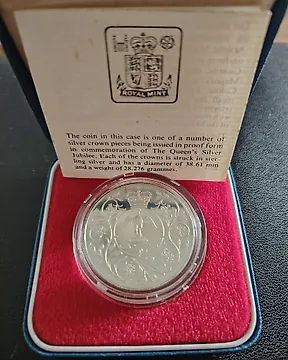 ROYAL MINT
The coin in this case is one of a number of
silver crown pieces being issued in proof form
in commemoration of The Queen's Silver
Jubilee. Each of the crowns is struck in ster-
ling silver and has a diameter of 38.61 mm
and a weight of 28.276 grammes.